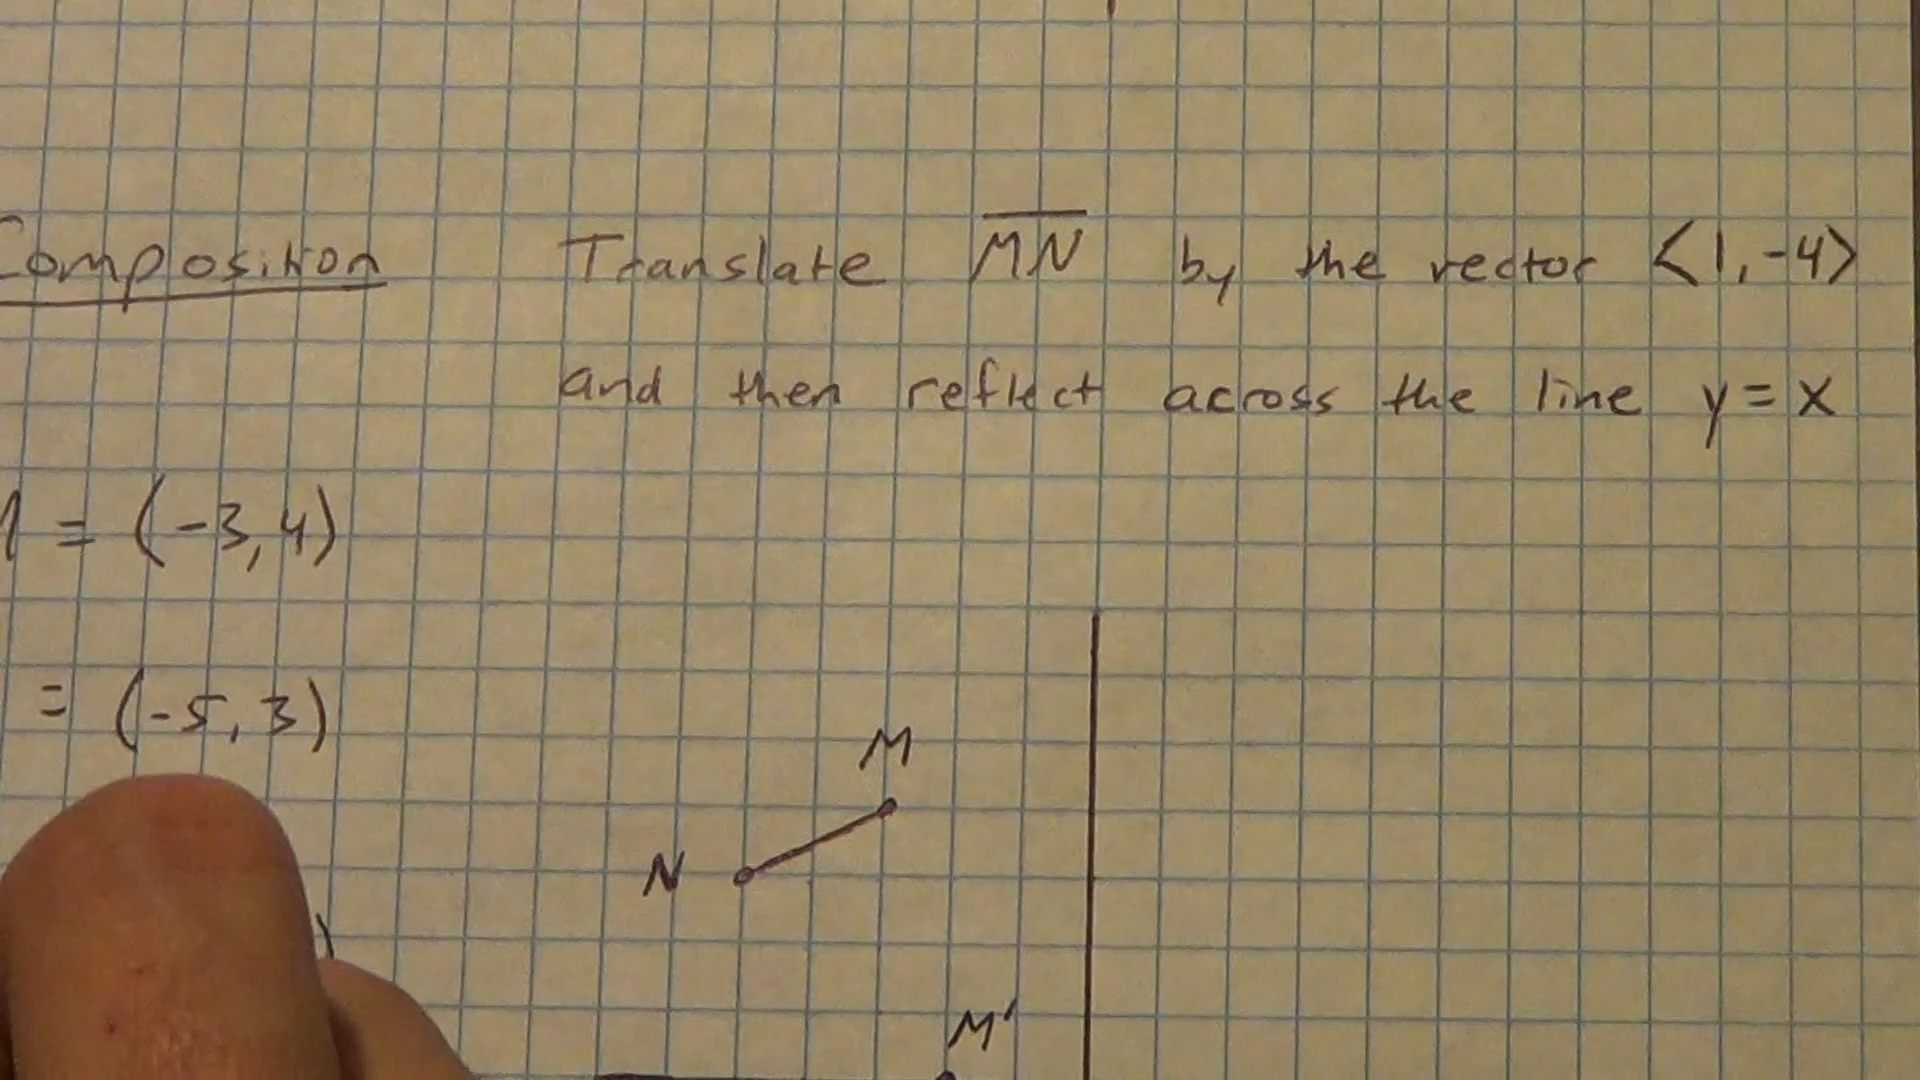 Composition Translate MN by the vector <1,-4>
and then reflect across the line y = x
= (-3,4)
= (-5,3)
M
N
)
M'